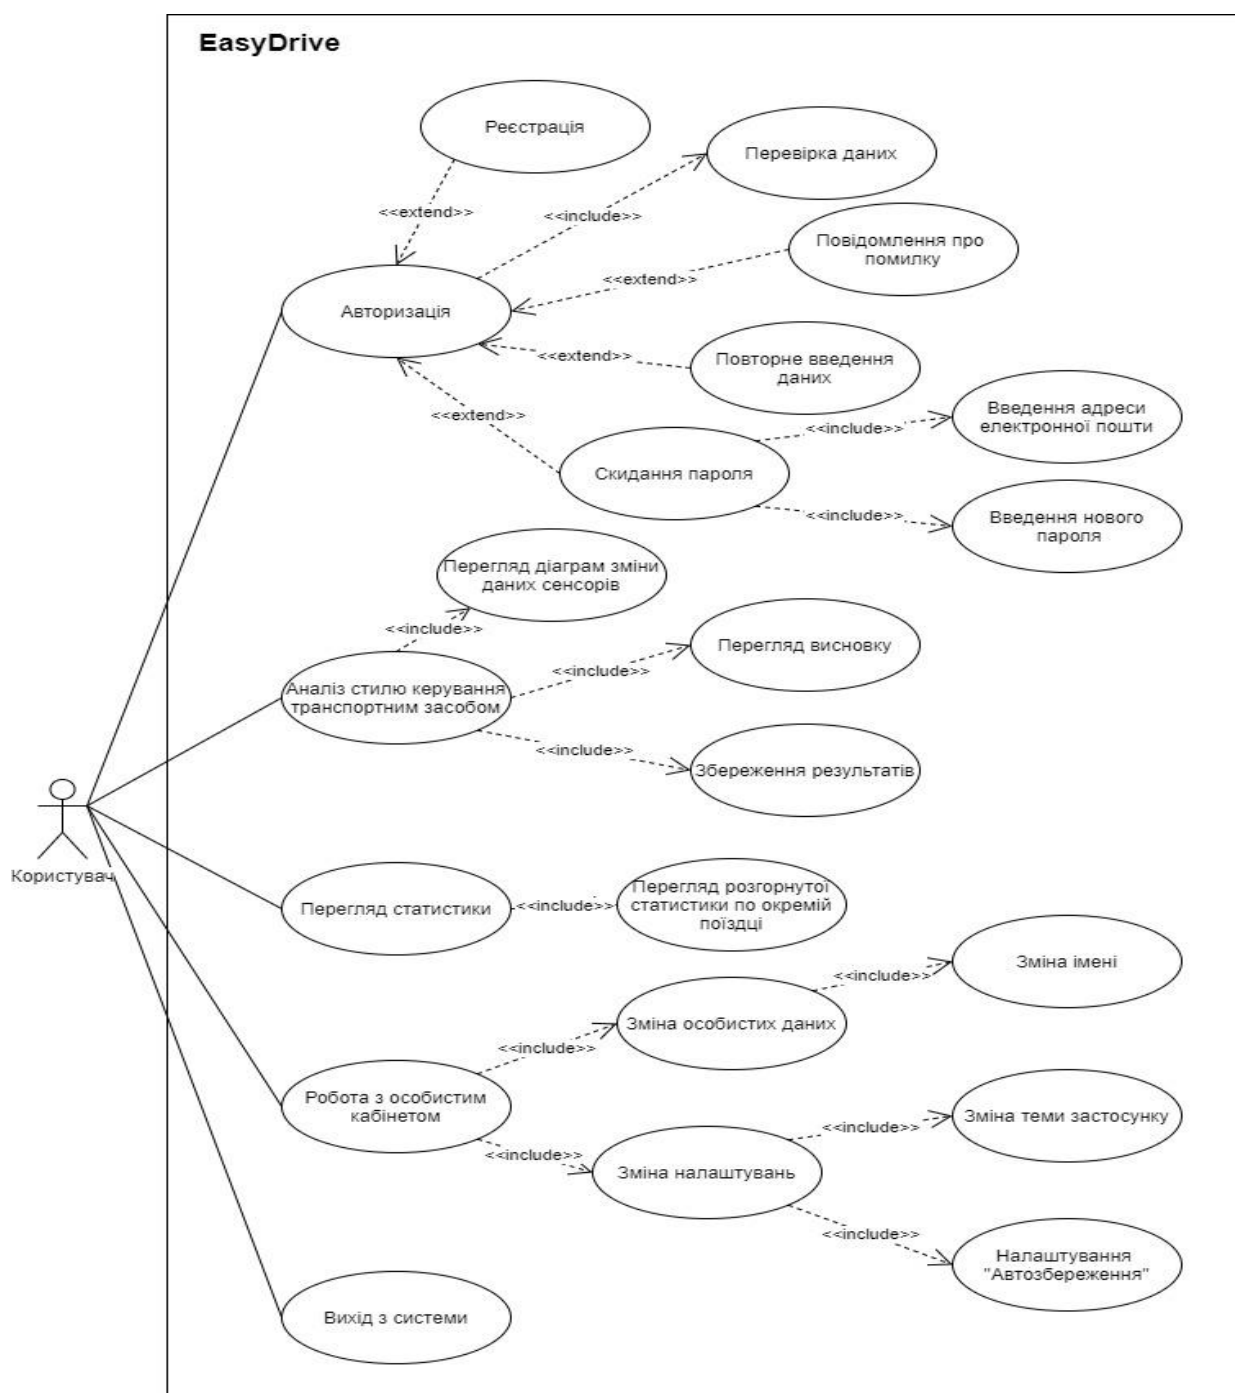 EasyDrive
Реєстрація
Перевірка даних
<<extend>>
<<include>>
Повідомлення про
помилку
<<extend>>
Авторизація
<<extend>>
Повторне введення
даних
<<extend>>
<<include>>
Введення адреси
електронної пошти
Скидання пароля
<<include>>
Введення нового
пароля
Перегляд діаграм зміни
даних сенсорів
<<include>>
<<include>>
Перегляд висновку
Аналіз стилю керування
транспортним засобом
<<include>>
Збереження результатів
Користувач
Перегляд статистики
<<include>>
Перегляд розгорнутої
статистики по окремій
поїздці
<<include>>
Зміна імені
Зміна особистих даних
<<include>>
Робота з особистим
кабінетом
<<include>>
<<include>>
Зміна теми застосунку
Зміна налаштувань
<<include>>
Налаштування
"Автозбереження"
Вихід з системи